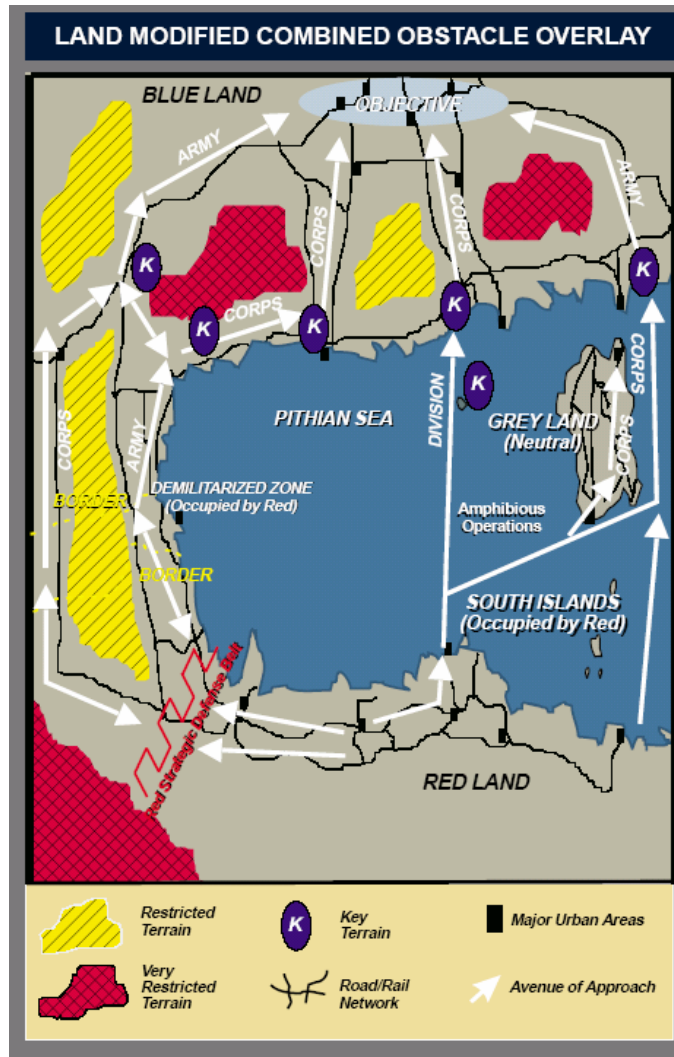 LAND MODIFIED COMBINED OBSTACLE OVERLAY
BLUE LAND
OBJECTIVE
ARMY
ARMY
CORPS
CORPS
K
K
K
CORPS
K
K
K
CORPS
ARMY
PITHIAN SEA
DIVISION
GREY LAND
(Neutral)
CORPS
CORPS
DEMILITARIZED ZONE
(Occupied by Red)
BORDER
BORDER
Amphibious
Operations
SOUTH ISLANDS
(Occupied by Red)
Red Strategic Defense Belt
RED LAND
Restricted
Terrain
K
Key
Terrain
Major Urban Areas
Very
Restricted
Terrain
Road/Rail
Network
Avenue of Approach